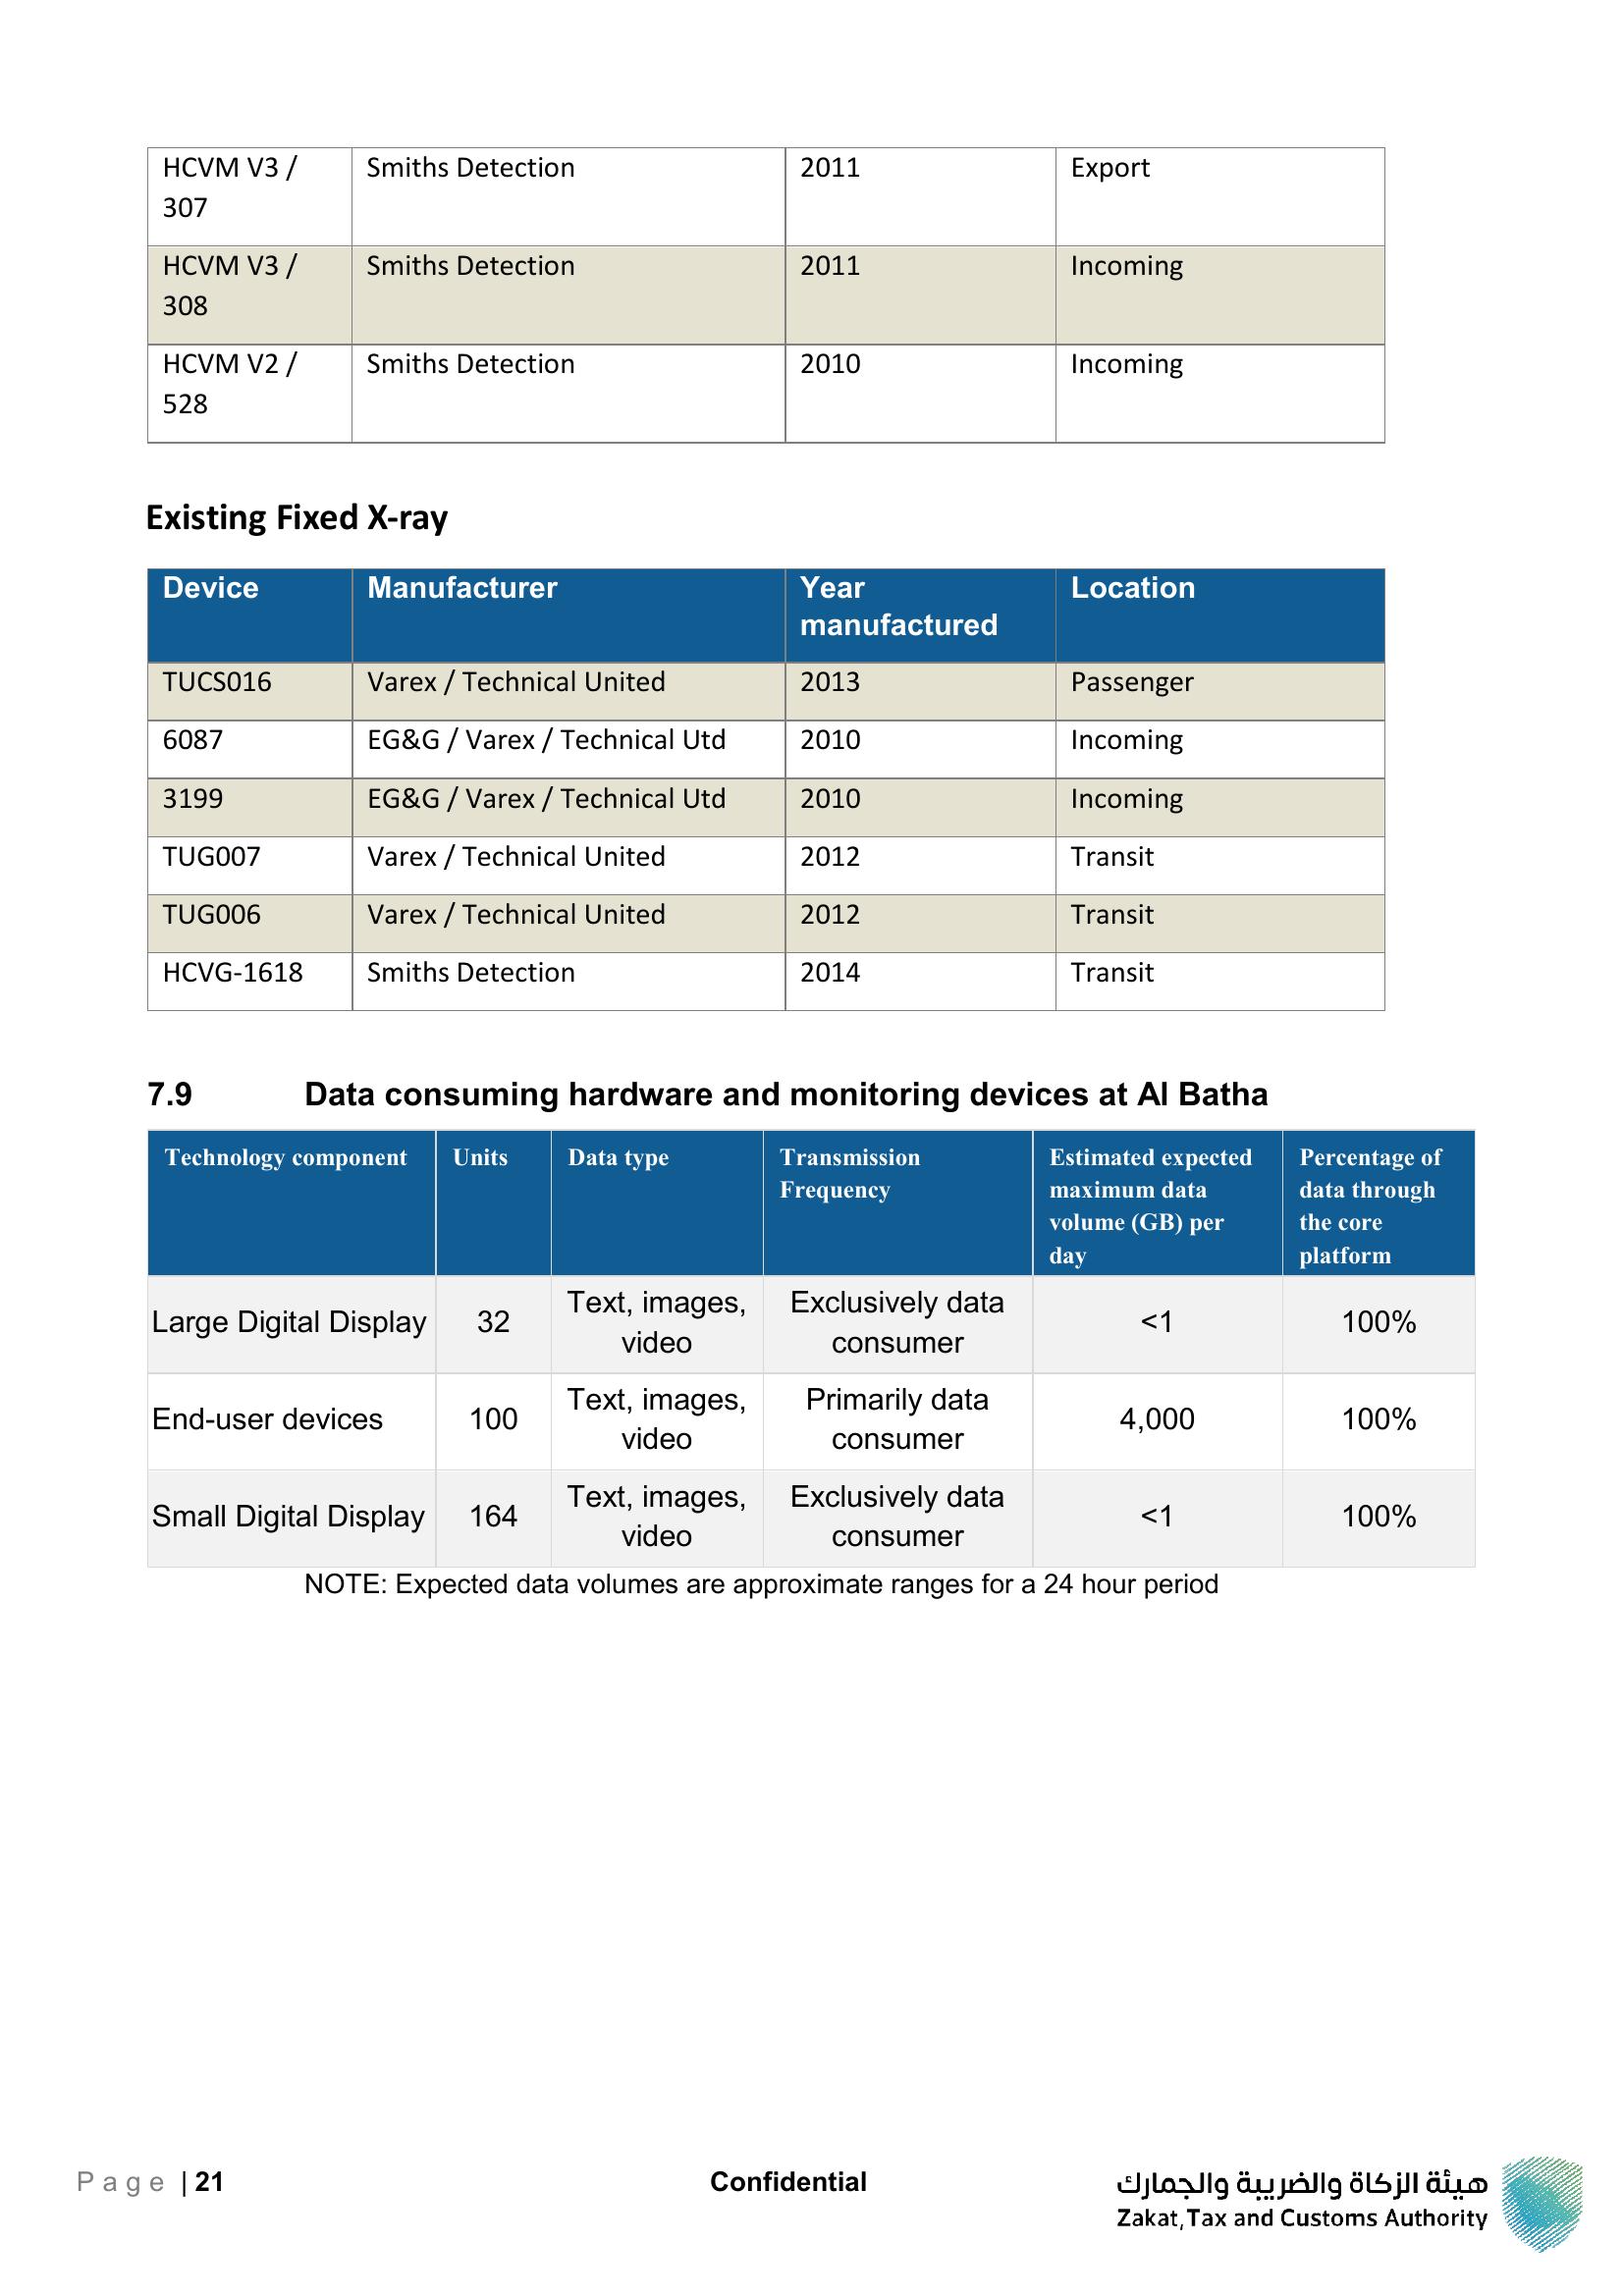 HCVM V3 / 307 Smiths Detection 2011 Export
HCVM V3 / 308 Smiths Detection 2011 Incoming
HCVM V2 / 528 Smiths Detection 2010 Incoming
Existing Fixed X-ray
Device Manufacturer Year manufactured Location
TUCS016 Varex / Technical United 2013 Passenger
6087 EG&G / Varex / Technical Utd 2010 Incoming
3199 EG&G / Varex / Technical Utd 2010 Incoming
TUG007 Varex / Technical United 2012 Transit
TUG006 Varex / Technical United 2012 Transit
HCVG-1618 Smiths Detection 2014 Transit
7.9 Data consuming hardware and monitoring devices at Al Batha
Technology component Units Data type Transmission Frequency Estimated expected maximum data volume (GB) per day Percentage of data through the core platform
Large Digital Display 32 Text, images, video Exclusively data consumer <1 100%
End-user devices 100 Text, images, video Primarily data consumer 4,000 100%
Small Digital Display 164 Text, images, video Exclusively data consumer <1 100%
NOTE: Expected data volumes are approximate ranges for a 24 hour period
Page | 21
Confidential
هيئة الزكاة والضريبة والجمارك
Zakat,Tax and Customs Authority